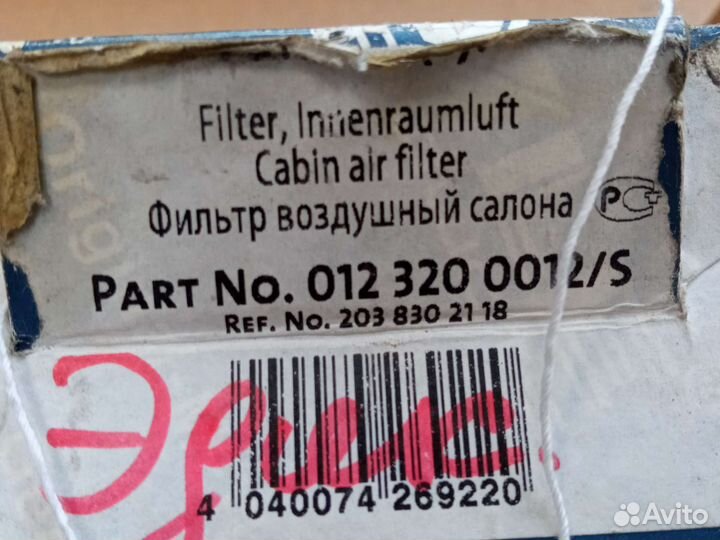 Filter, Innenraumluft
Cabin air filter
Фильтр воздушный салона
PART NO. 012 320 0012/S
REF. NO. 203 830 21 18
4 040074 269220
Avito